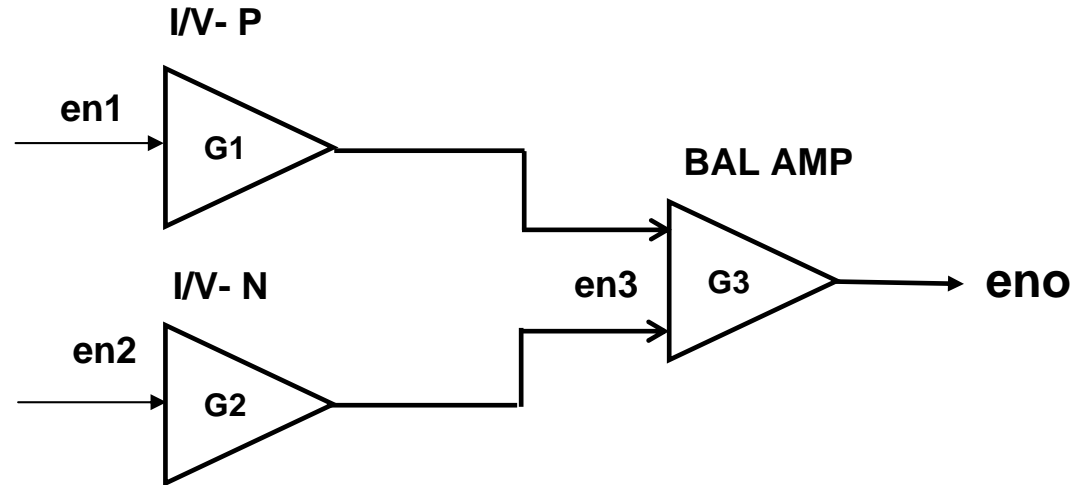 I/V- P
en1
G1
BAL AMP
I/V- N
en3
G3
eno
en2
G2